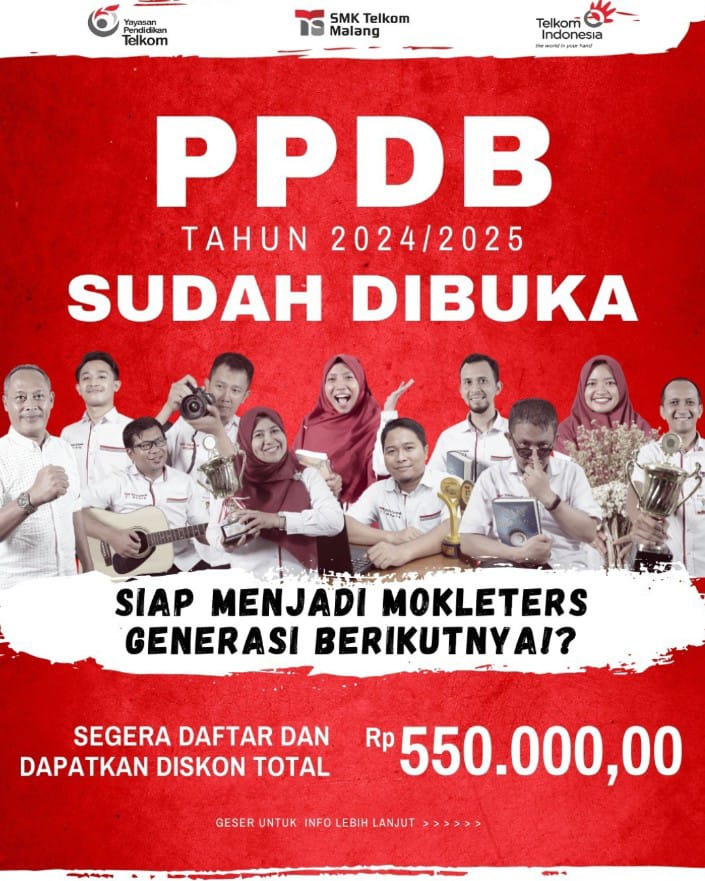 Yayasan
Pendidikan
Telkom
SMK Telkom
Malang
Telkom
Indonesia
the world in your hand
PPDB
TAHUN 2024/2025
SUDAH DIBUKA
SIAP MENJADI MOKLETERS
GENERASI BERIKUTNYA!?
SEGERA DAFTAR DAN
DAPATKAN DISKON TOTAL
Rp 550.000,00
GESER UNTUK INFO LEBIH LANJUT > > > > > >